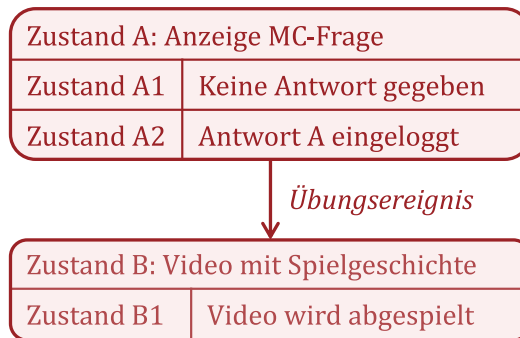 Zustand A: Anzeige MC-Frage
Zustand A1 Keine Antwort gegeben
Zustand A2 Antwort A eingeloggt
Übungsereignis
Zustand B: Video mit Spielgeschichte
Zustand B1 Video wird abgespielt